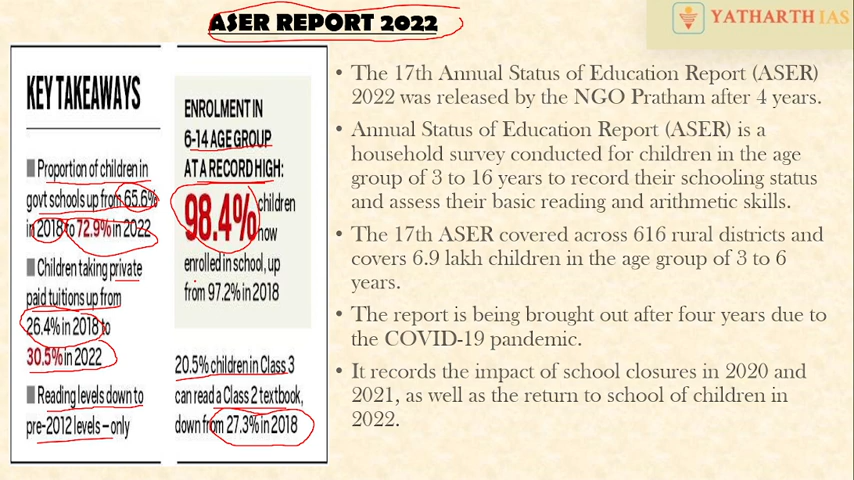 ASER REPORT 2022
YATHARTH IAS
KEY TAKEAWAYS
Proportion of children in
govt schools up from 65.6%
in 2018 to 72.9% in 2022
Children taking private
paid tuitions up from
26.4% in 2018 to
30.5% in 2022
Reading levels down to
pre-2012 levels – only
ENROLMENT IN
6-14 AGE GROUP
AT A RECORD HIGH:
98.4% children
now
enrolled in school, up
from 97.2% in 2018
20.5% children in Class 3
can read a Class 2 textbook,
down from 27.3% in 2018
• The 17th Annual Status of Education Report (ASER)
2022 was released by the NGO Pratham after 4 years.
• Annual Status of Education Report (ASER) is a
household survey conducted for children in the age
group of 3 to 16 years to record their schooling status
and assess their basic reading and arithmetic skills.
• The 17th ASER covered across 616 rural districts and
covers 6.9 lakh children in the age group of 3 to 6
years.
• The report is being brought out after four years due to
the COVID-19 pandemic.
• It records the impact of school closures in 2020 and
2021, as well as the return to school of children in
2022.